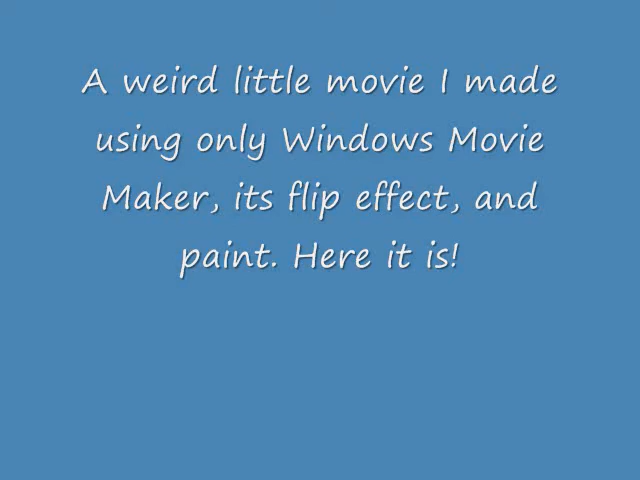 A weird little movie I made
using only Windows Movie
Maker, its flip effect, and
paint. Here it is!